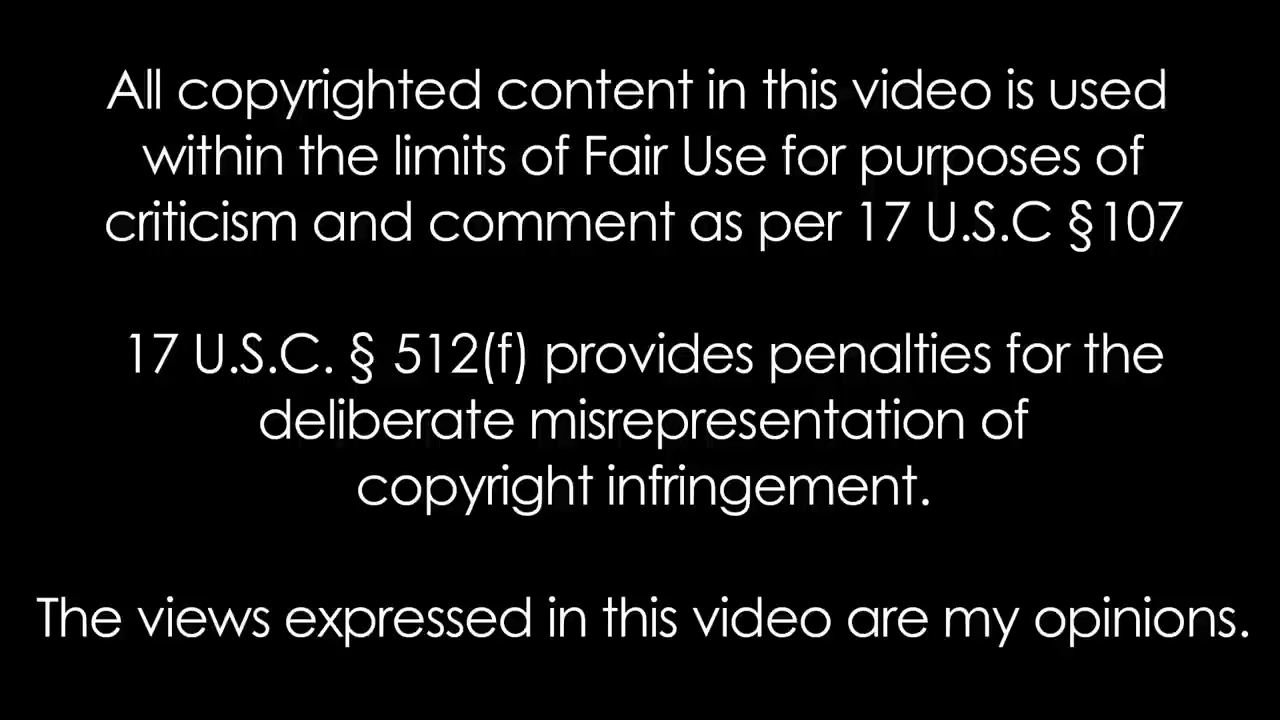 All copyrighted content in this video is used
within the limits of Fair Use for purposes of
criticism and comment as per 17 U.S.C §107
17 U.S.C. § 512(f) provides penalties for the
deliberate misrepresentation of
copyright infringement.
The views expressed in this video are my opinions.